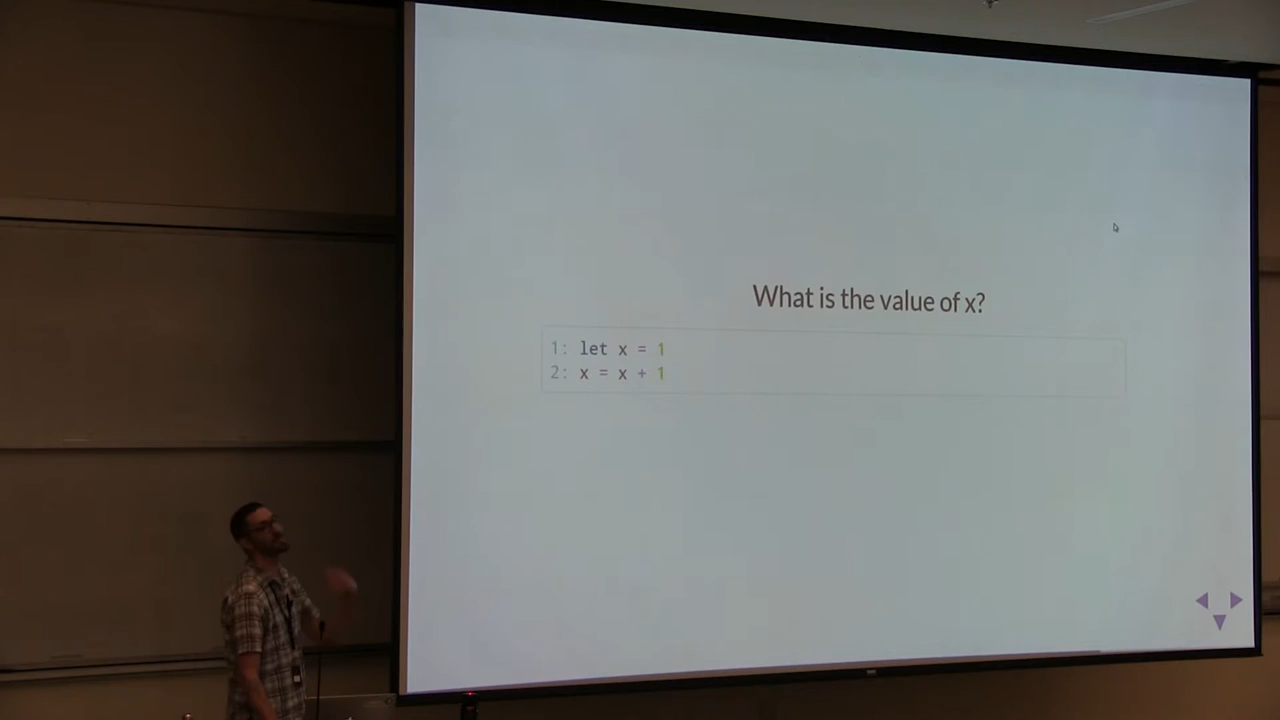 What is the value of x?
1: let x = 1
2: x = x + 1